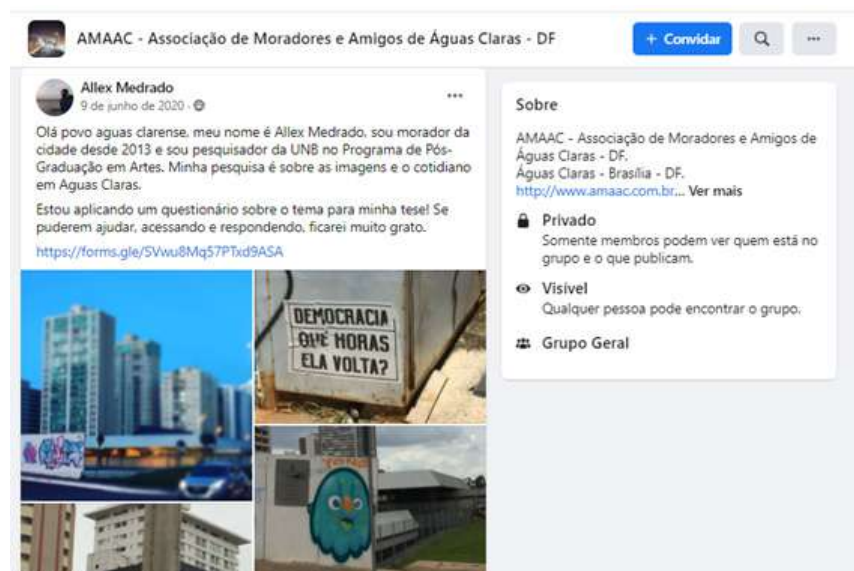 AMAAC - Associação de Moradores e Amigos de Águas Claras - DF
+ Convidar
Allex Medrado
9 de junho de 2020 ·
Olá povo aguas clarense, meu nome é Allex Medrado, sou morador da
cidade desde 2013 e sou pesquisador da UNB no Programa de Pós-
Graduação em Artes. Minha pesquisa é sobre as imagens e o cotidiano
em Aguas Claras.
Estou aplicando um questionário sobre o tema para minha tese! Se
puderem ajudar, acessando e respondendo, ficarei muito grato.
https://forms.gle/SVwu8Mq57PTxd9ASA
DEMOCRACIA
QUE HORAS
ELA VOLTA?
Sobre
AMAAC - Associação de Moradores e Amigos de
Águas Claras - DF.
Águas Claras - Brasília - DF.
http://www.amaac.com.br... Ver mais
Privado
Somente membros podem ver quem está no
grupo e o que publicam.
Visível
Qualquer pessoa pode encontrar o grupo.
Grupo Geral